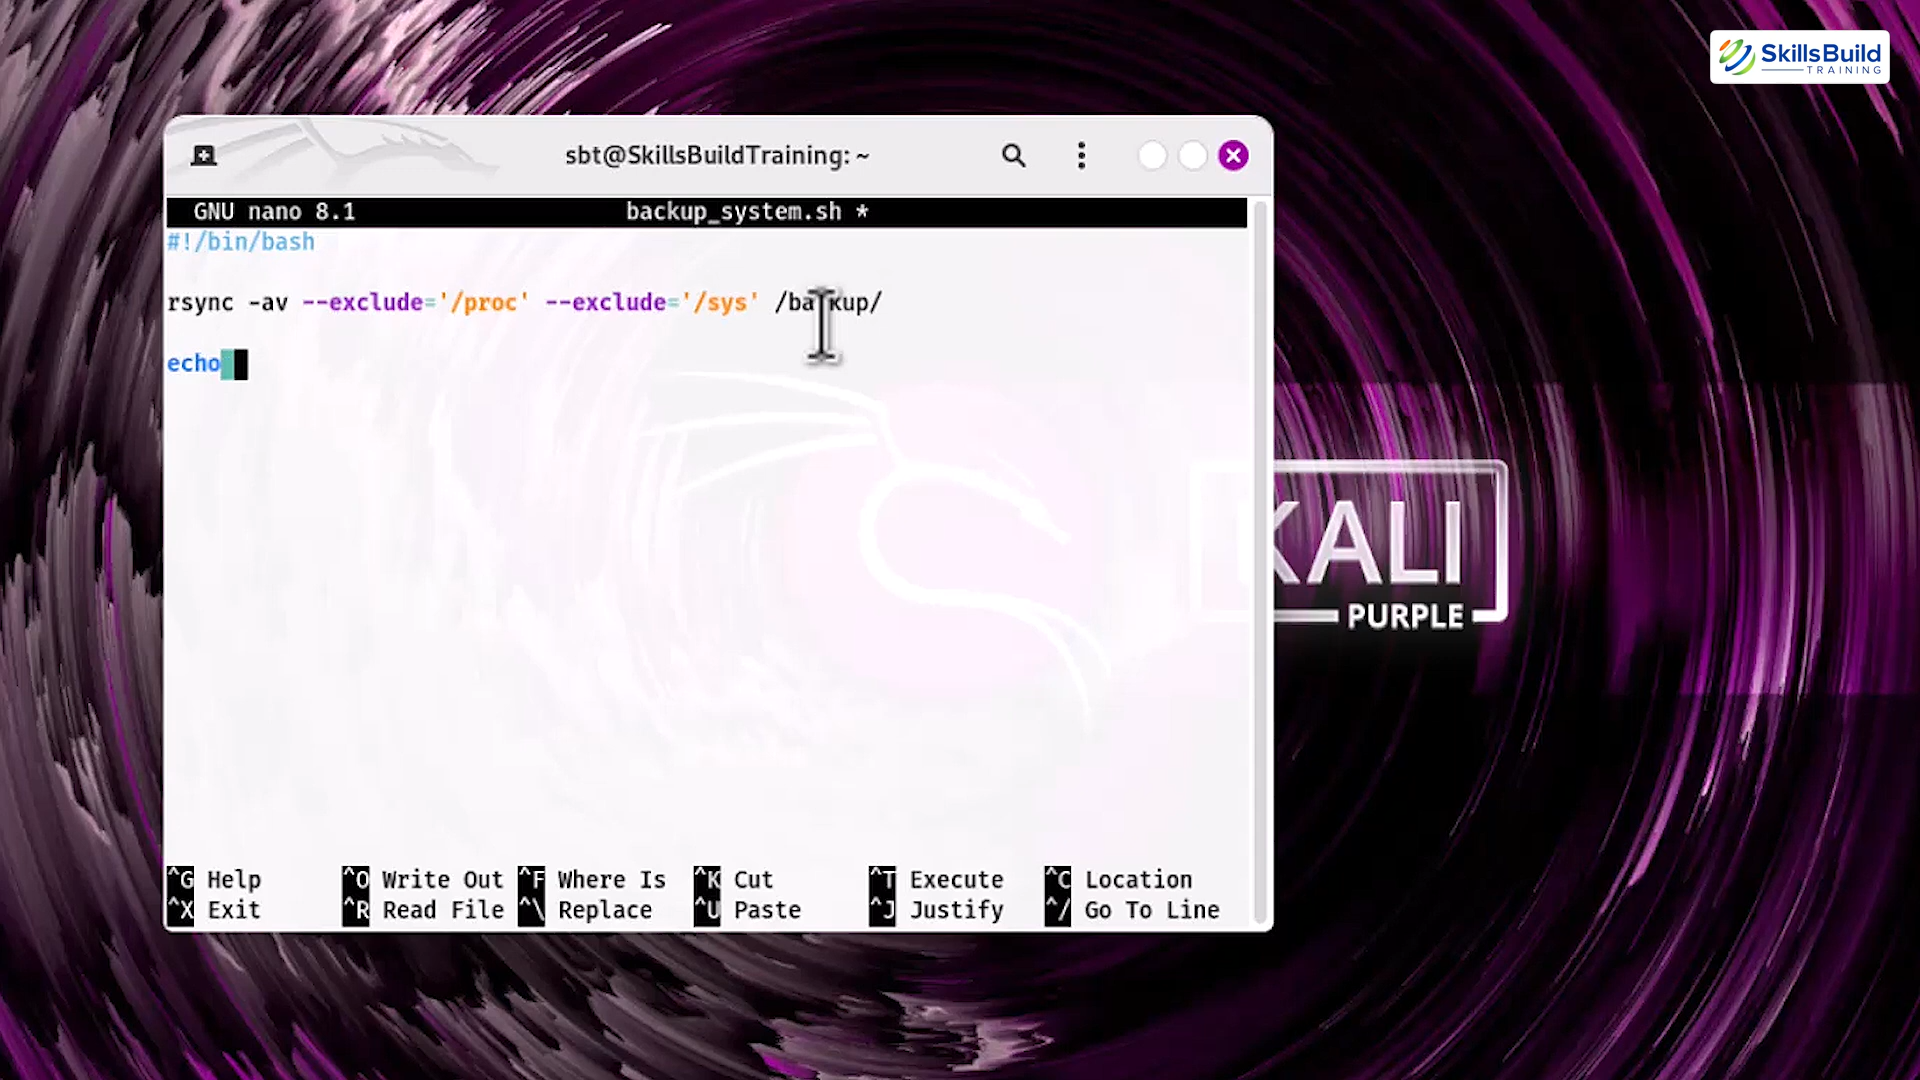 SkillsBuild
TRAINING
sbt@SkillsBuildTraining: ~
GNU nano 8.1 backup_system.sh *
#!/bin/bash
rsync -av --exclude='/proc' --exclude='/sys' /backup/
echo
KALI
PURPLE
^G Help ^O Write Out ^F Where Is ^K Cut ^T Execute ^C Location
^X Exit ^R Read File ^\ Replace ^U Paste ^J Justify ^/ Go To Line